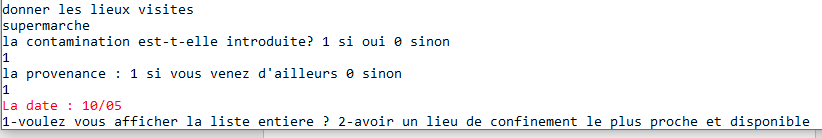 donner les lieux visites
supermarche
la contamination est-t-elle introduite? 1 si oui 0 sinon
1
la provenance : 1 si vous venez d'ailleurs 0 sinon
1
La date : 10/05
1-voulez vous afficher la liste entiere ? 2-avoir un lieu de confinement le plus proche et disponible